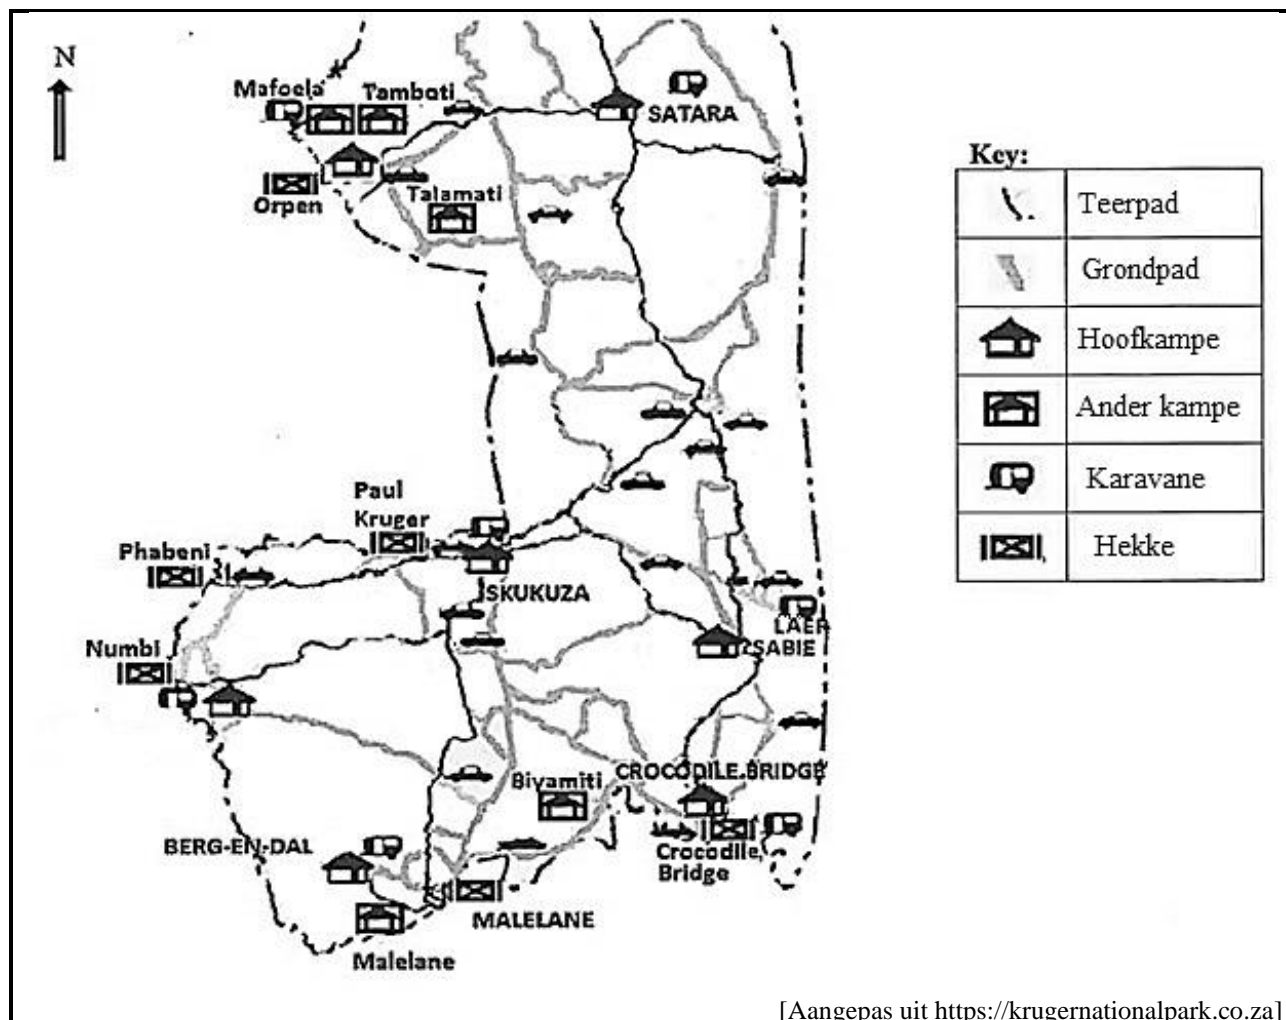 N
Mafoela
Tamboti
SATARA
Orpen
Talamati
Key:
Teerpad
Grondpad
Hoofkampe
Ander kampe
Karavane
Hekke
Paul
Kruger
Phabeni
SKUKUZA
LAER
SABIE
Numbi
CROCODILE BRIDGE
Biyamiti
BERG-EN-DAL
Crocodile
Bridge
MALELANE
Malelane
[Aangepas uit https://krugernationalpark.co.za]